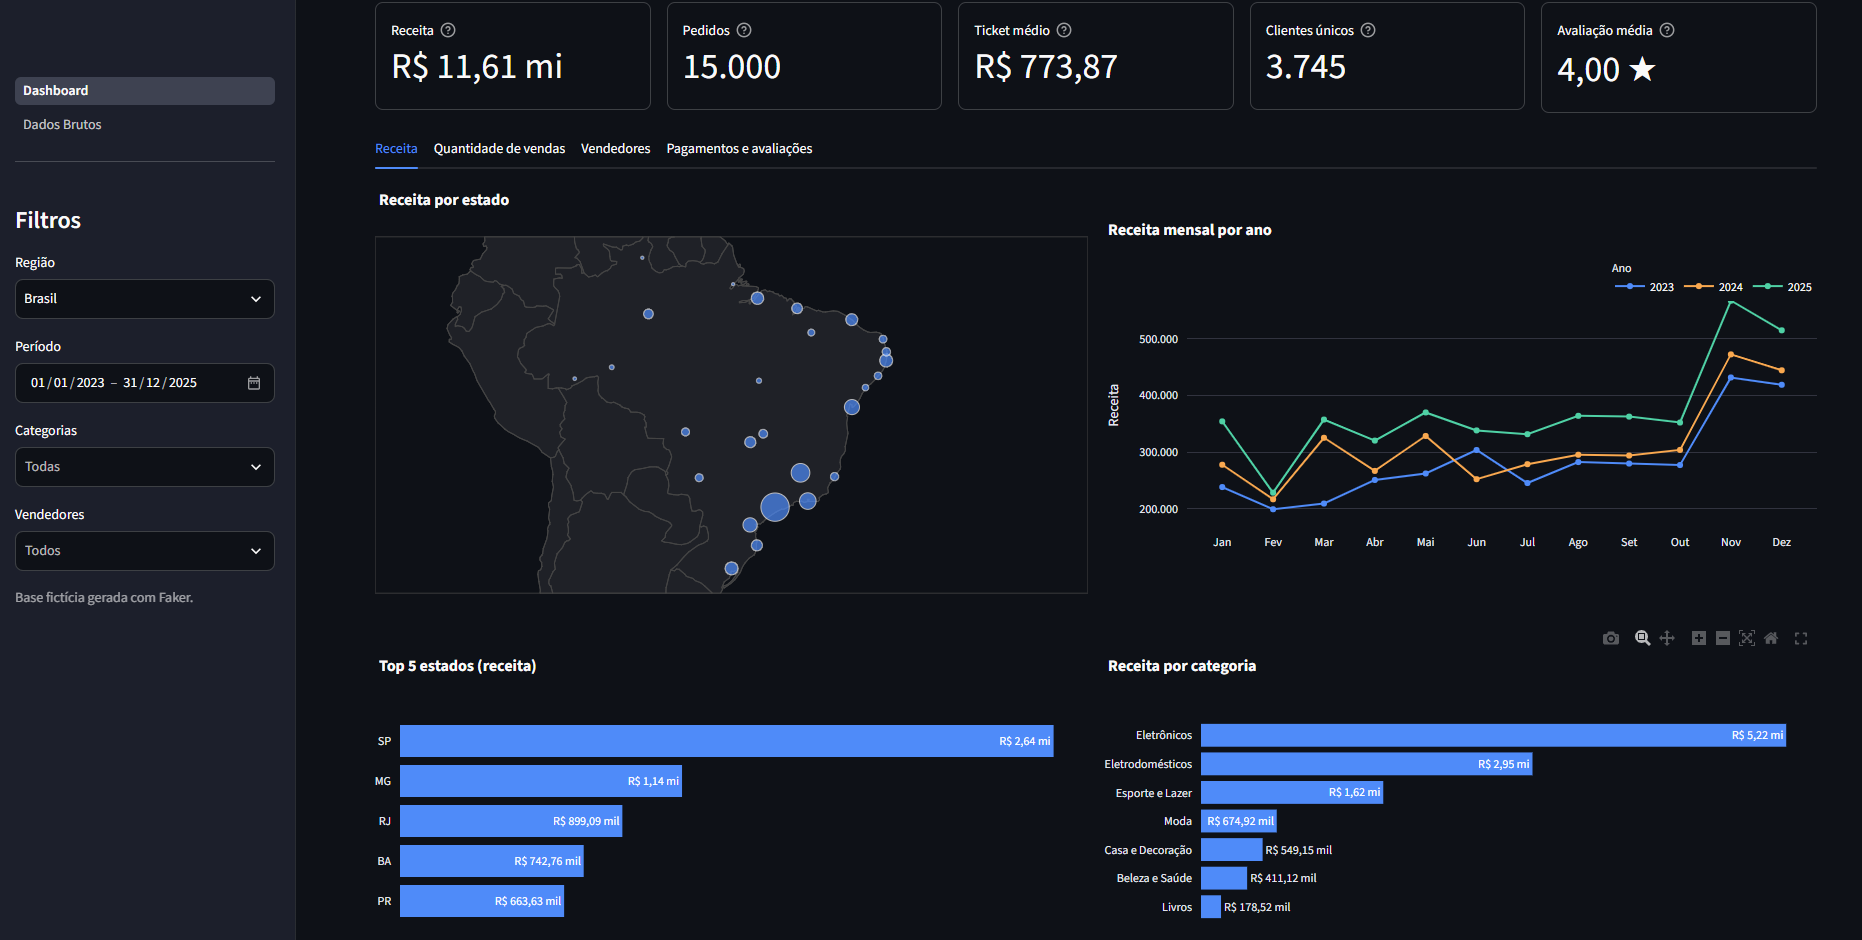 Dashboard
Dados Brutos
Filtros
Região
Brasil
Período
01/01/2023 – 31/12/2025
Categorias
Todas
Vendedores
Todos
Base fictícia gerada com Faker.
Receita
R$ 11,61 mi
Pedidos
15.000
Ticket médio
R$ 773,87
Clientes únicos
3.745
Avaliação média
4,00 ★
Receita Quantidade de vendas Vendedores Pagamentos e avaliações
Receita por estado
Receita mensal por ano
Ano
2023 2024 2025
Receita
500.000
400.000
300.000
200.000
Jan Fev Mar Abr Mai Jun Jul Ago Set Out Nov Dez
Top 5 estados (receita)
SP R$ 2,64 mi
MG R$ 1,14 mi
RJ R$ 899,09 mil
BA R$ 742,76 mil
PR R$ 663,63 mil
Receita por categoria
Eletrônicos R$ 5,22 mi
Eletrodomésticos R$ 2,95 mi
Esporte e Lazer R$ 1,62 mi
Moda R$ 674,92 mil
Casa e Decoração R$ 549,15 mil
Beleza e Saúde R$ 411,12 mil
Livros R$ 178,52 mil